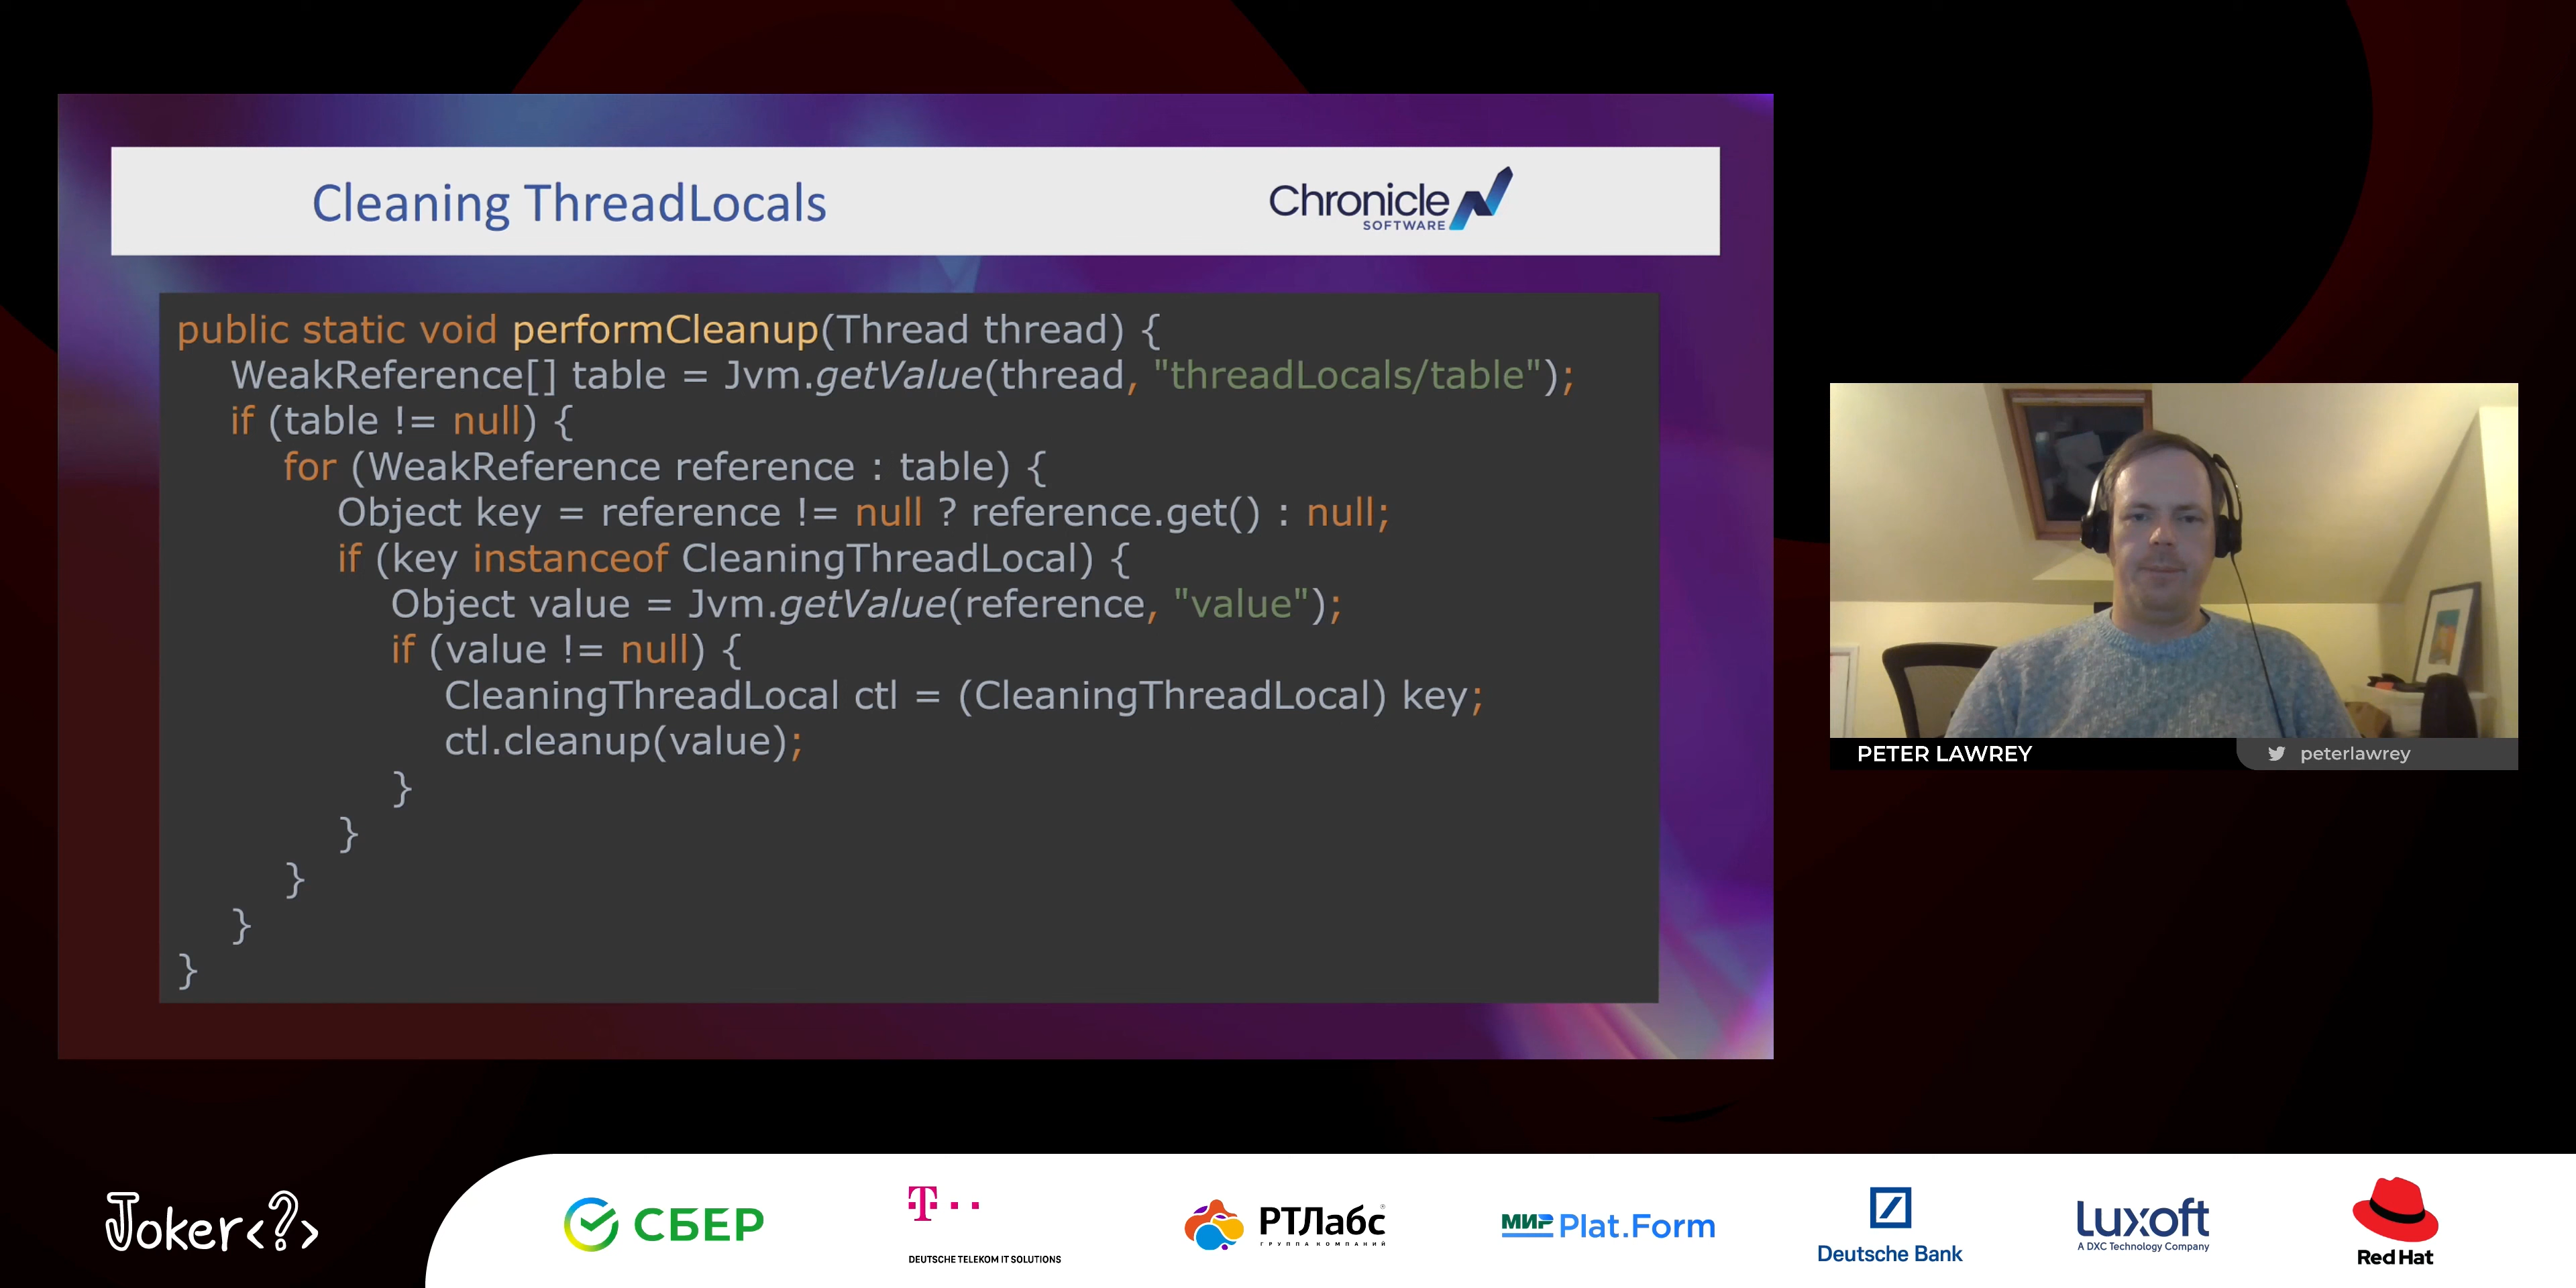 Cleaning ThreadLocals
Chronicle
SOFTWARE
public static void performCleanup(Thread thread) {
WeakReference[] table = Jvm.getValue(thread, "threadLocals/table");
if (table != null) {
for (WeakReference reference : table) {
Object key = reference != null ? reference.get() : null;
if (key instanceof CleaningThreadLocal) {
Object value = Jvm.getValue(reference, "value");
if (value != null) {
CleaningThreadLocal ctl = (CleaningThreadLocal) key;
ctl.cleanup(value);
}
}
}
}
}
PETER LAWREY
peterlawrey
Joker<?>
СБЕР
T
DEUTSCHE TELEKOM IT SOLUTIONS
РТЛабс
ГРУППА КОМПАНИЙ
МИР Plat.Form
Deutsche Bank
Luxoft
A DXC Technology Company
Red Hat